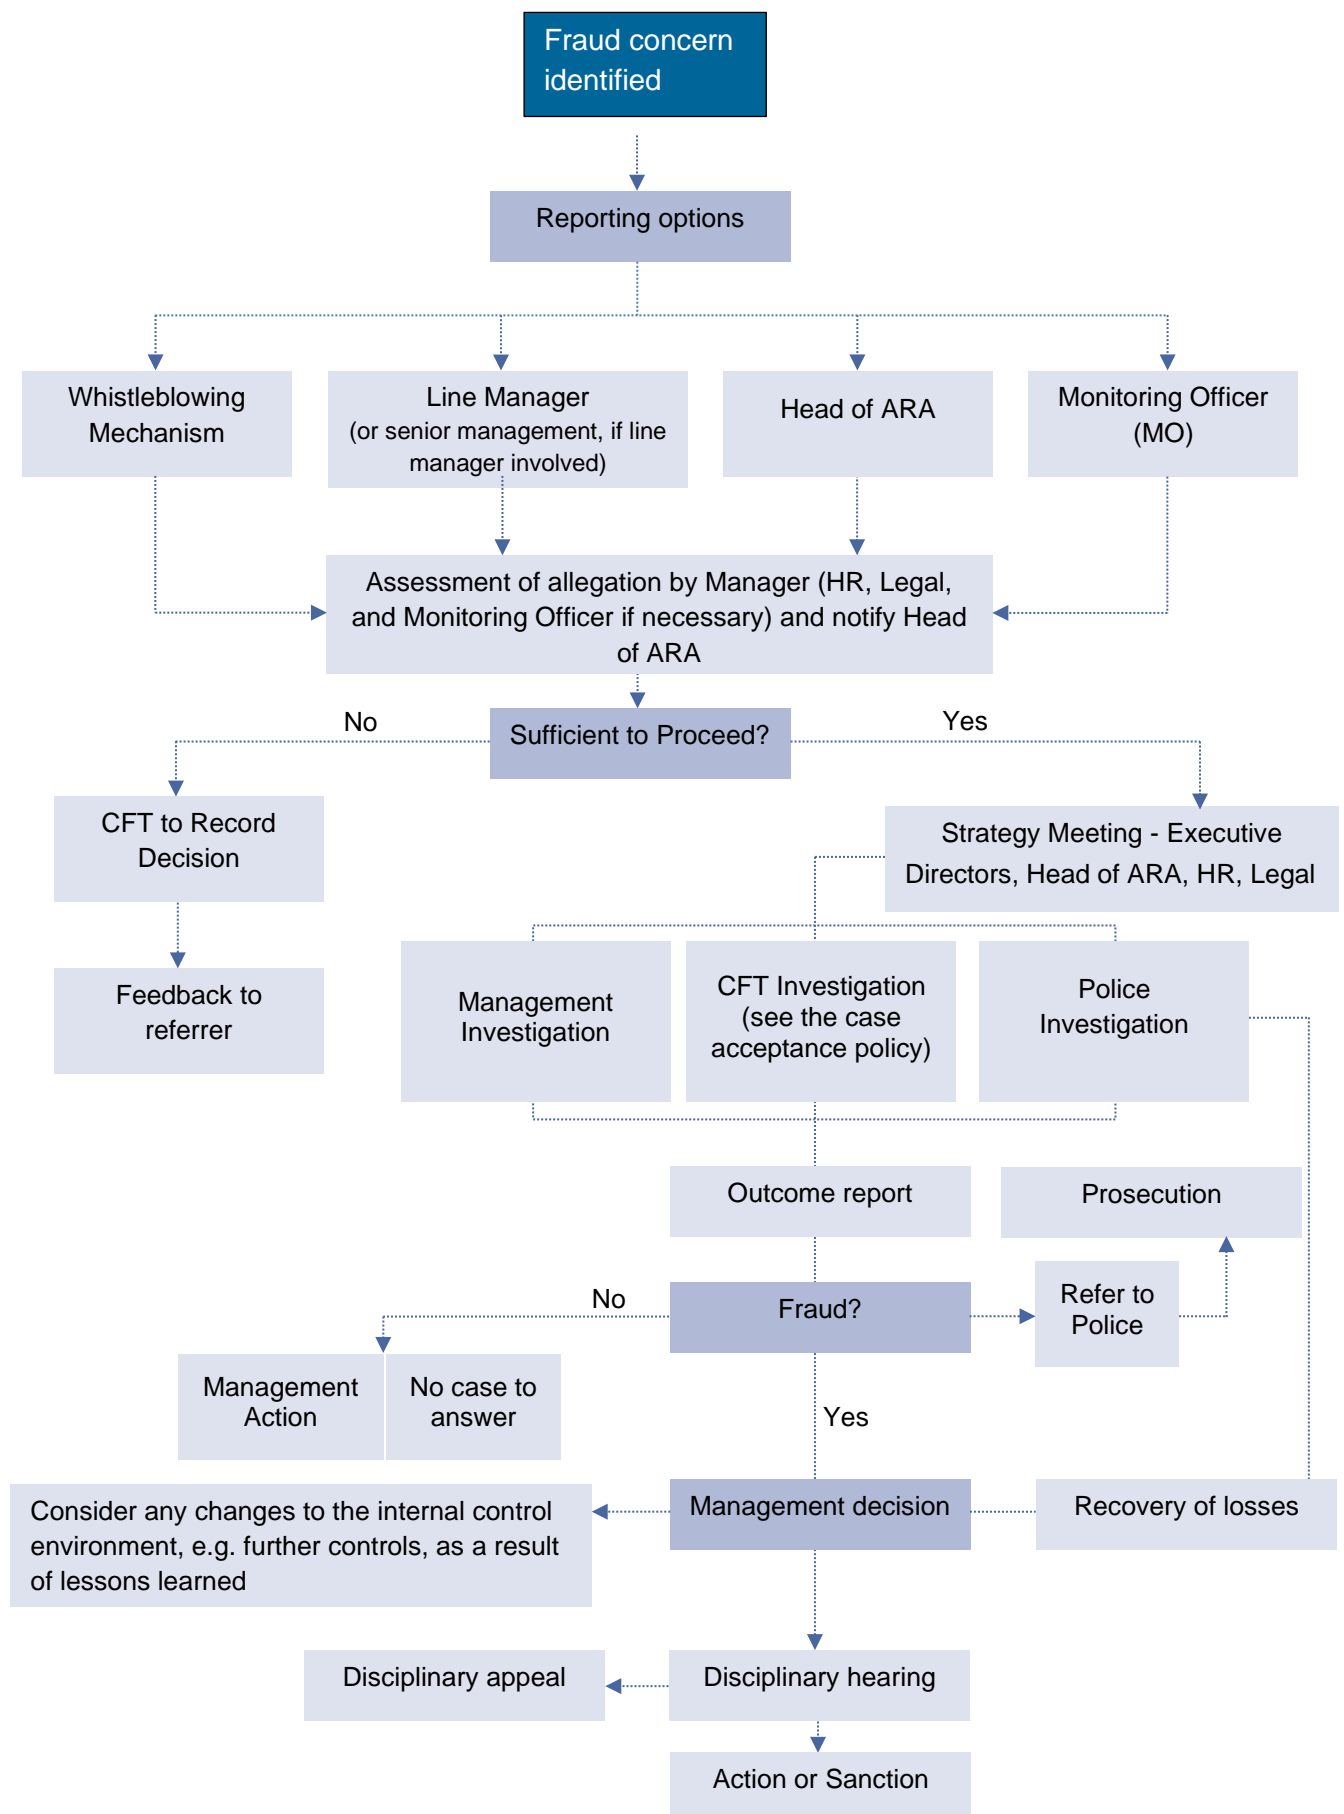 Fraud concern
identified
Reporting options
Whistleblowing
Mechanism
Line Manager
(or senior management, if line
manager involved)
Head of ARA
Monitoring Officer
(MO)
Assessment of allegation by Manager (HR, Legal,
and Monitoring Officer if necessary) and notify Head
of ARA
No
Sufficient to Proceed?
Yes
CFT to Record
Decision
Strategy Meeting - Executive
Directors, Head of ARA, HR, Legal
Feedback to
referrer
Management
Investigation
CFT Investigation
(see the case
acceptance policy)
Police
Investigation
Outcome report
Prosecution
No
Fraud?
Refer to
Police
Management
Action
No case to
answer
Yes
Consider any changes to the internal control
environment, e.g. further controls, as a result
of lessons learned
Management decision
Recovery of losses
Disciplinary appeal
Disciplinary hearing
Action or Sanction